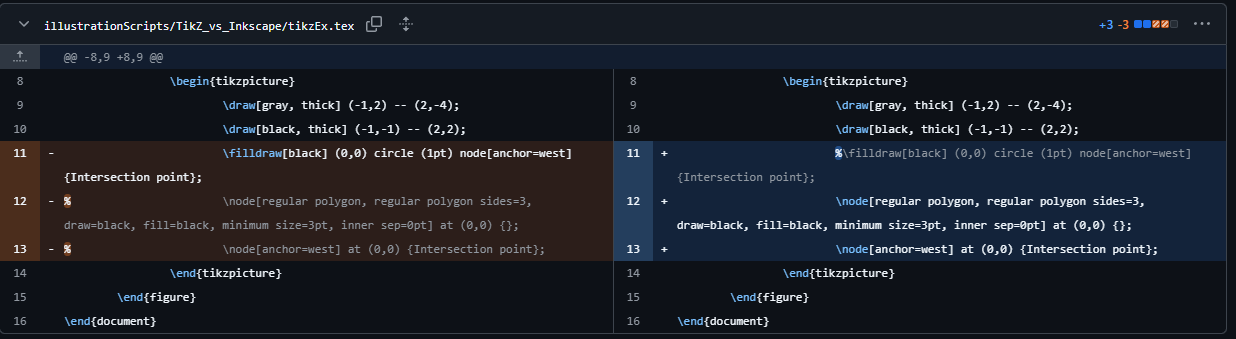 illustrationScripts/TikZ_vs_Inkscape/tikzEx.tex +3 -3 ...
@@ -8,9 +8,9 @@
8 \begin{tikzpicture}
9 \draw[gray, thick] (-1,2) -- (2,-4);
10 \draw[black, thick] (-1,-1) -- (2,2);
11 - \filldraw[black] (0,0) circle (1pt) node[anchor=west]
{Intersection point};
12 - % \node[regular polygon, regular polygon sides=3,
draw=black, fill=black, minimum size=3pt, inner sep=0pt] at (0,0) {};
13 - % \node[anchor=west] at (0,0) {Intersection point};
14 \end{tikzpicture}
15 \end{figure}
16 \end{document}
8 \begin{tikzpicture}
9 \draw[gray, thick] (-1,2) -- (2,-4);
10 \draw[black, thick] (-1,-1) -- (2,2);
11 + %\filldraw[black] (0,0) circle (1pt) node[anchor=west]
{Intersection point};
12 + \node[regular polygon, regular polygon sides=3,
draw=black, fill=black, minimum size=3pt, inner sep=0pt] at (0,0) {};
13 + \node[anchor=west] at (0,0) {Intersection point};
14 \end{tikzpicture}
15 \end{figure}
16 \end{document}